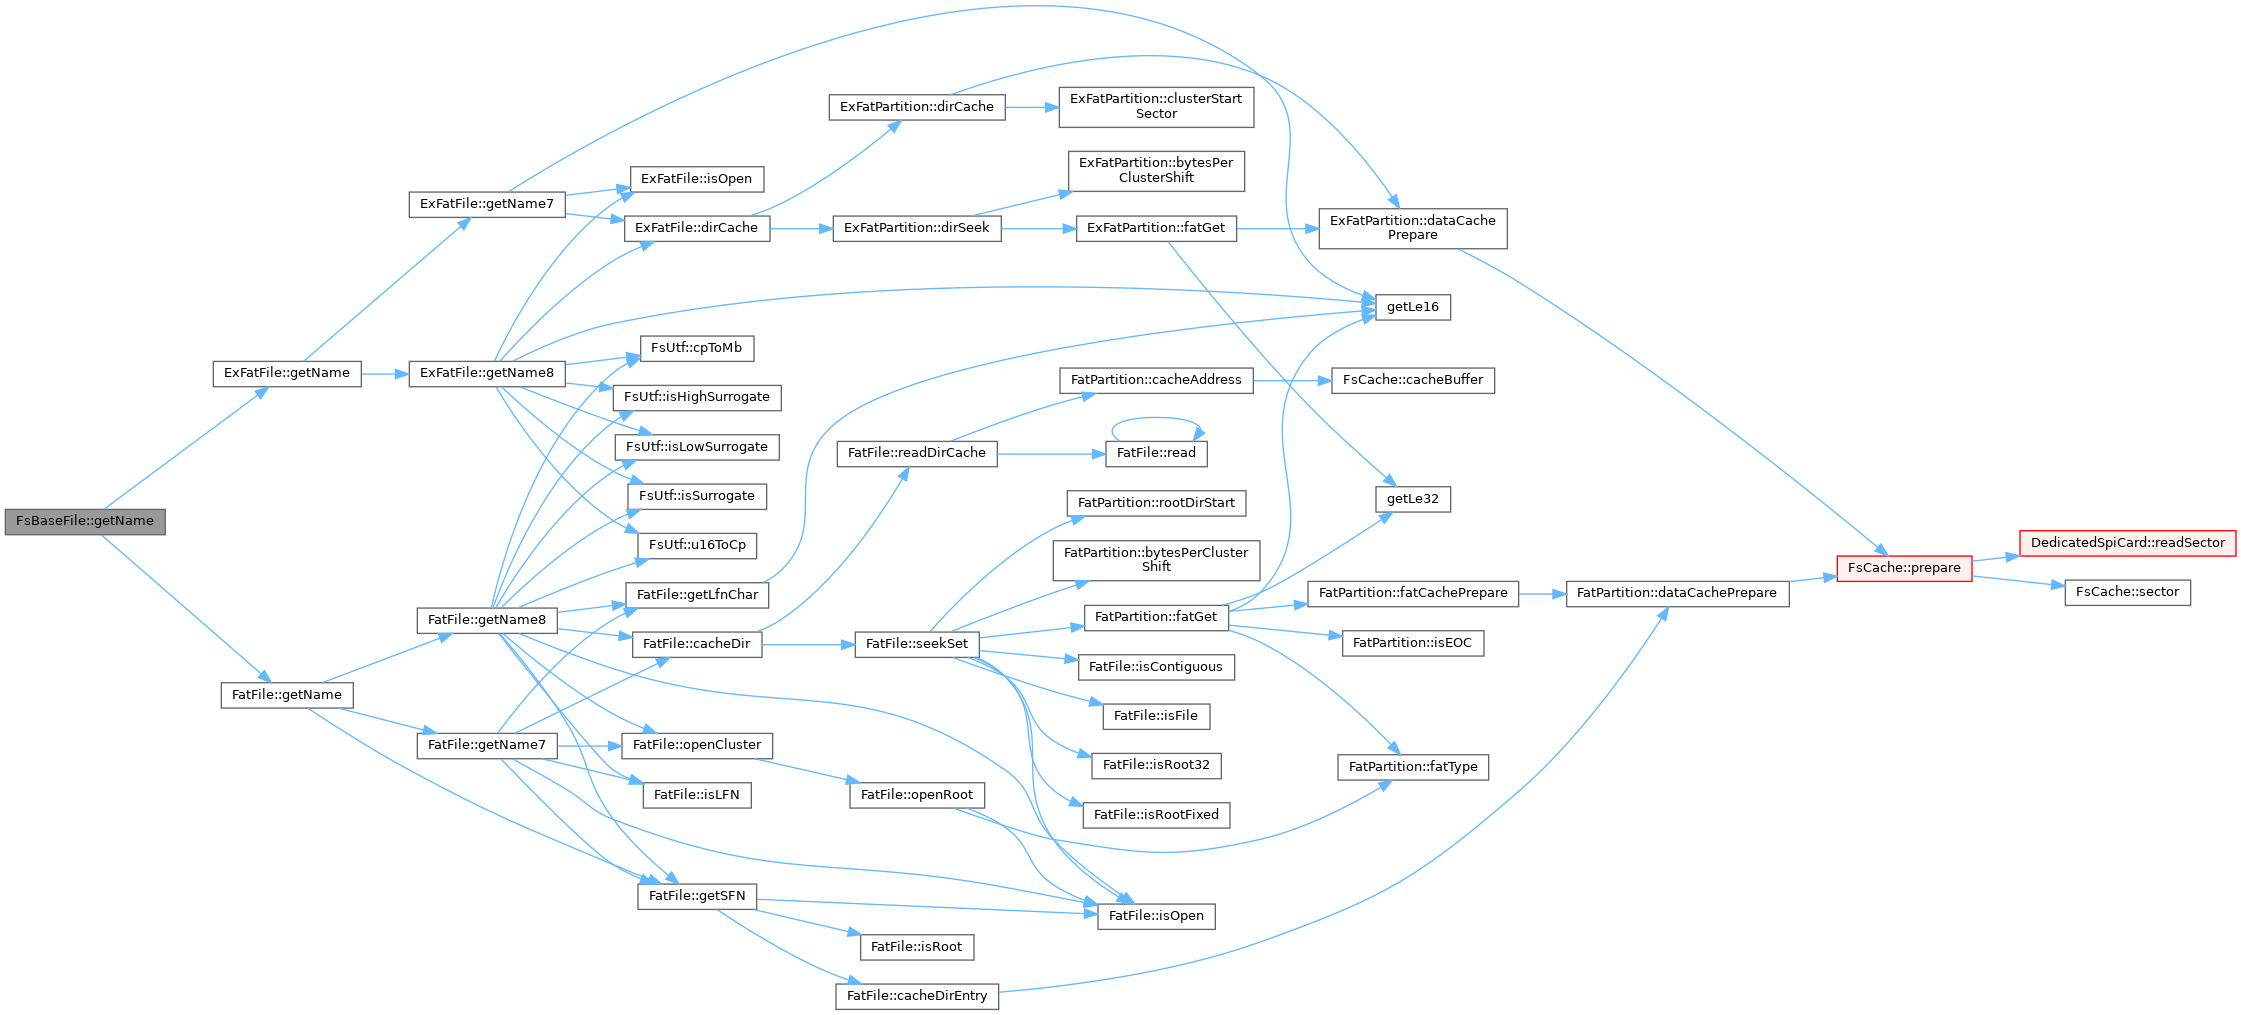 FsBaseFile::getName
ExFatFile::getName
FatFile::getName
ExFatFile::getName7
ExFatFile::getName8
FatFile::getName8
FatFile::getName7
ExFatFile::isOpen
ExFatFile::dirCache
FsUtf::cpToMb
FsUtf::isHighSurrogate
FsUtf::isLowSurrogate
FsUtf::isSurrogate
FsUtf::u16ToCp
FatFile::getLfnChar
FatFile::cacheDir
FatFile::openCluster
FatFile::isLFN
FatFile::getSFN
ExFatPartition::dirCache
ExFatPartition::dirSeek
FatFile::readDirCache
FatFile::seekSet
FatFile::openRoot
FatFile::isRoot
FatFile::cacheDirEntry
ExFatPartition::clusterStart
Sector
ExFatPartition::bytesPer
ClusterShift
ExFatPartition::fatGet
FatPartition::cacheAddress
FatFile::read
FatPartition::rootDirStart
FatPartition::bytesPerCluster
Shift
FatPartition::fatGet
FatFile::isContiguous
FatFile::isFile
FatFile::isRoot32
FatFile::isRootFixed
FatFile::isOpen
ExFatPartition::dataCache
Prepare
getLe16
FsCache::cacheBuffer
getLe32
FatPartition::fatCachePrepare
FatPartition::isEOC
FatPartition::fatType
FatPartition::dataCachePrepare
FsCache::prepare
DedicatedSpiCard::readSector
FsCache::sector